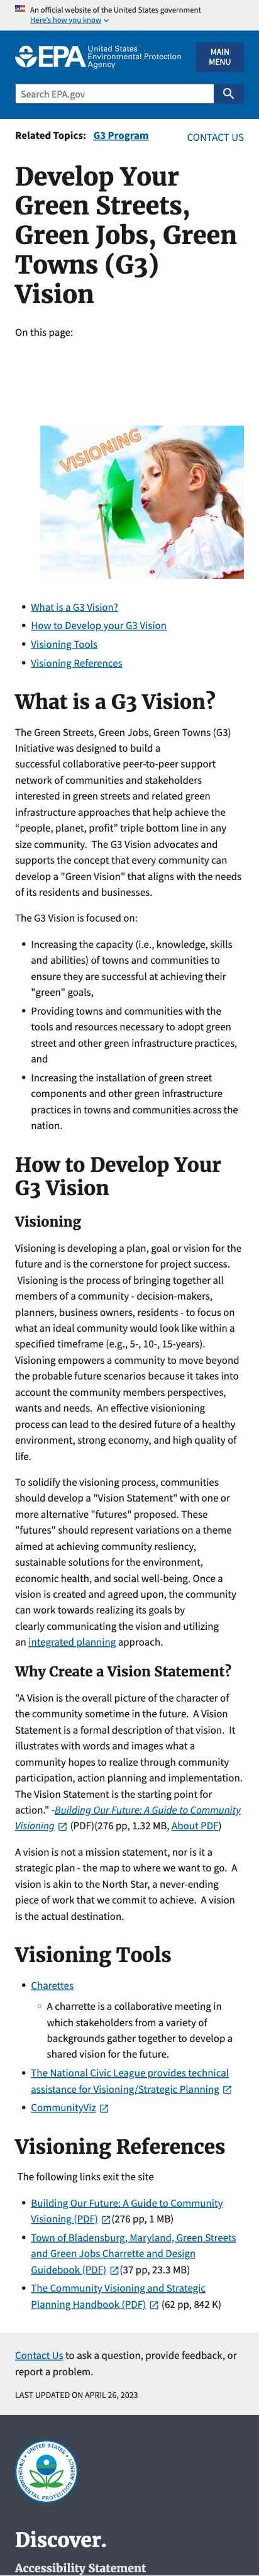 An official website of the United States government
Here's how you know
EPA
United States
Environmental Protection
Agency
MAIN
MENU
Search EPA.gov
Related Topics: G3 Program
CONTACT US
Develop Your
Green Streets,
Green Jobs, Green
Towns (G3)
Vision
On this page:
VISIONING
What is a G3 Vision?
How to Develop your G3 Vision
Visioning Tools
Visioning References
What is a G3 Vision?
The Green Streets, Green Jobs, Green Towns (G3)
Initiative was designed to build a
successful collaborative peer-to-peer support
network of communities and stakeholders
interested in green streets and related green
infrastructure approaches that help achieve the
“people, planet, profit” triple bottom line in any
size community.  The G3 Vision advocates and
supports the concept that every community can
develop a "Green Vision" that aligns with the needs
of its residents and businesses.
The G3 Vision is focused on:
Increasing the capacity (i.e., knowledge, skills
and abilities) of towns and communities to
ensure they are successful at achieving their
"green" goals,
Providing towns and communities with the
tools and resources necessary to adopt green
street and other green infrastructure practices,
and
Increasing the installation of green street
components and other green infrastructure
practices in towns and communities across the
nation.
How to Develop Your
G3 Vision
Visioning
Visioning is developing a plan, goal or vision for the
future and is the cornerstone for project success.
Visioning is the process of bringing together all
members of a community - decision-makers,
planners, business owners, residents - to focus on
what an ideal community would look like within a
specified timeframe (e.g., 5-, 10-, 15-years).
Visioning empowers a community to move beyond
the probable future scenarios because it takes into
account the community members perspectives,
wants and needs.  An effective visionioning
process can lead to the desired future of a healthy
environment, strong economy, and high quality of
life.
To solidify the visioning process, communities
should develop a "Vision Statement" with one or
more alternative "futures" proposed. These
"futures" should represent variations on a theme
aimed at achieving community resliency,
sustainable solutions for the environment,
economic health, and social well-being. Once a
vision is created and agreed upon, the community
can work towards realizing its goals by
clearly communicating the vision and utilizing
an integrated planning approach.
Why Create a Vision Statement?
"A Vision is the overall picture of the character of
the community sometime in the future.  A Vision
Statement is a formal description of that vision.  It
illustrates with words and images what a
community hopes to realize through community
participation, action planning and implementation.
The Vision Statement is the starting point for
action." -Building Our Future: A Guide to Community
Visioning (PDF)(276 pp, 1.32 MB, About PDF)
A vision is not a mission statement, nor is it a
strategic plan - the map to where we want to go.  A
vision is akin to the North Star, a never-ending
piece of work that we commit to achieve.  A vision
is the actual destination.
Visioning Tools
Charettes
A charrette is a collaborative meeting in
which stakeholders from a variety of
backgrounds gather together to develop a
shared vision for the future.
The National Civic League provides technical
assistance for Visioning/Strategic Planning
CommunityViz
Visioning References
The following links exit the site
Building Our Future: A Guide to Community
Visioning (PDF) (276 pp, 1 MB)
Town of Bladensburg, Maryland, Green Streets
and Green Jobs Charrette and Design
Guidebook (PDF) (37 pp, 23.3 MB)
The Community Visioning and Strategic
Planning Handbook (PDF) (62 pp, 842 K)
Contact Us to ask a question, provide feedback, or
report a problem.
LAST UPDATED ON APRIL 26, 2023
UNITED STATES
ENVIRONMENTAL PROTECTION AGENCY
Discover.
Accessibility Statement